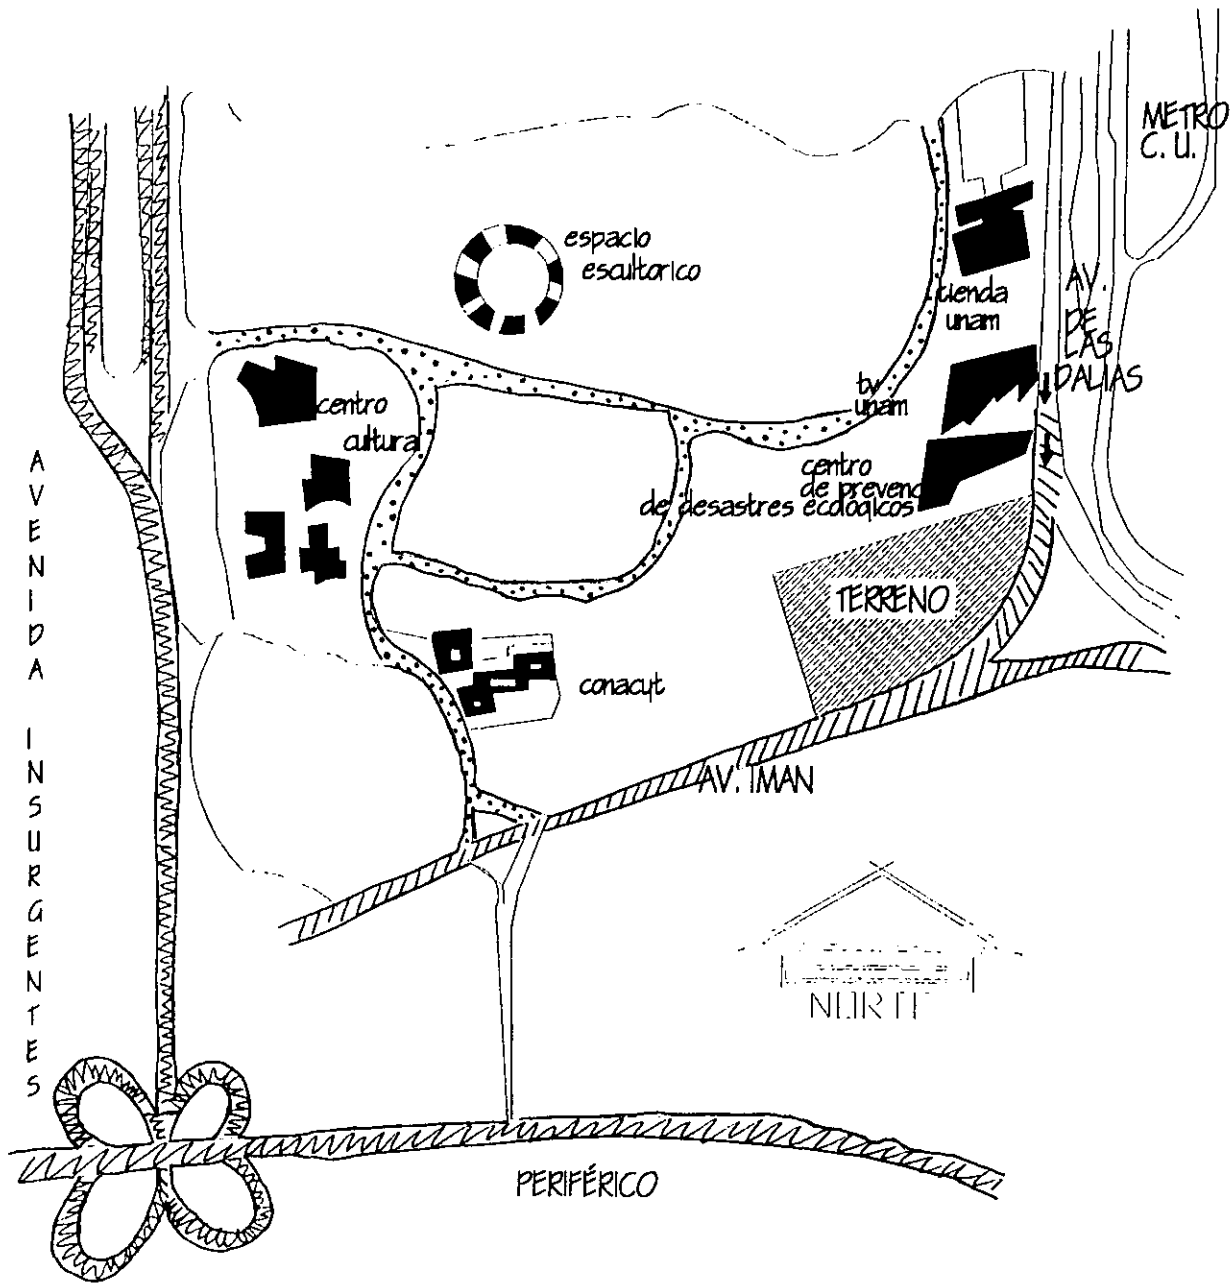 METRO
C. U.
espacio
escultorico
tienda
unam
AV.
DE
LAS
DALIAS
tv
unam
centro
cultural
centro
de prevenc
de desastres ecologicos
TERRENO
conacyt
AV. IMAN
AVENIDA INSURGENTES
NORTE
PERIFÉRICO